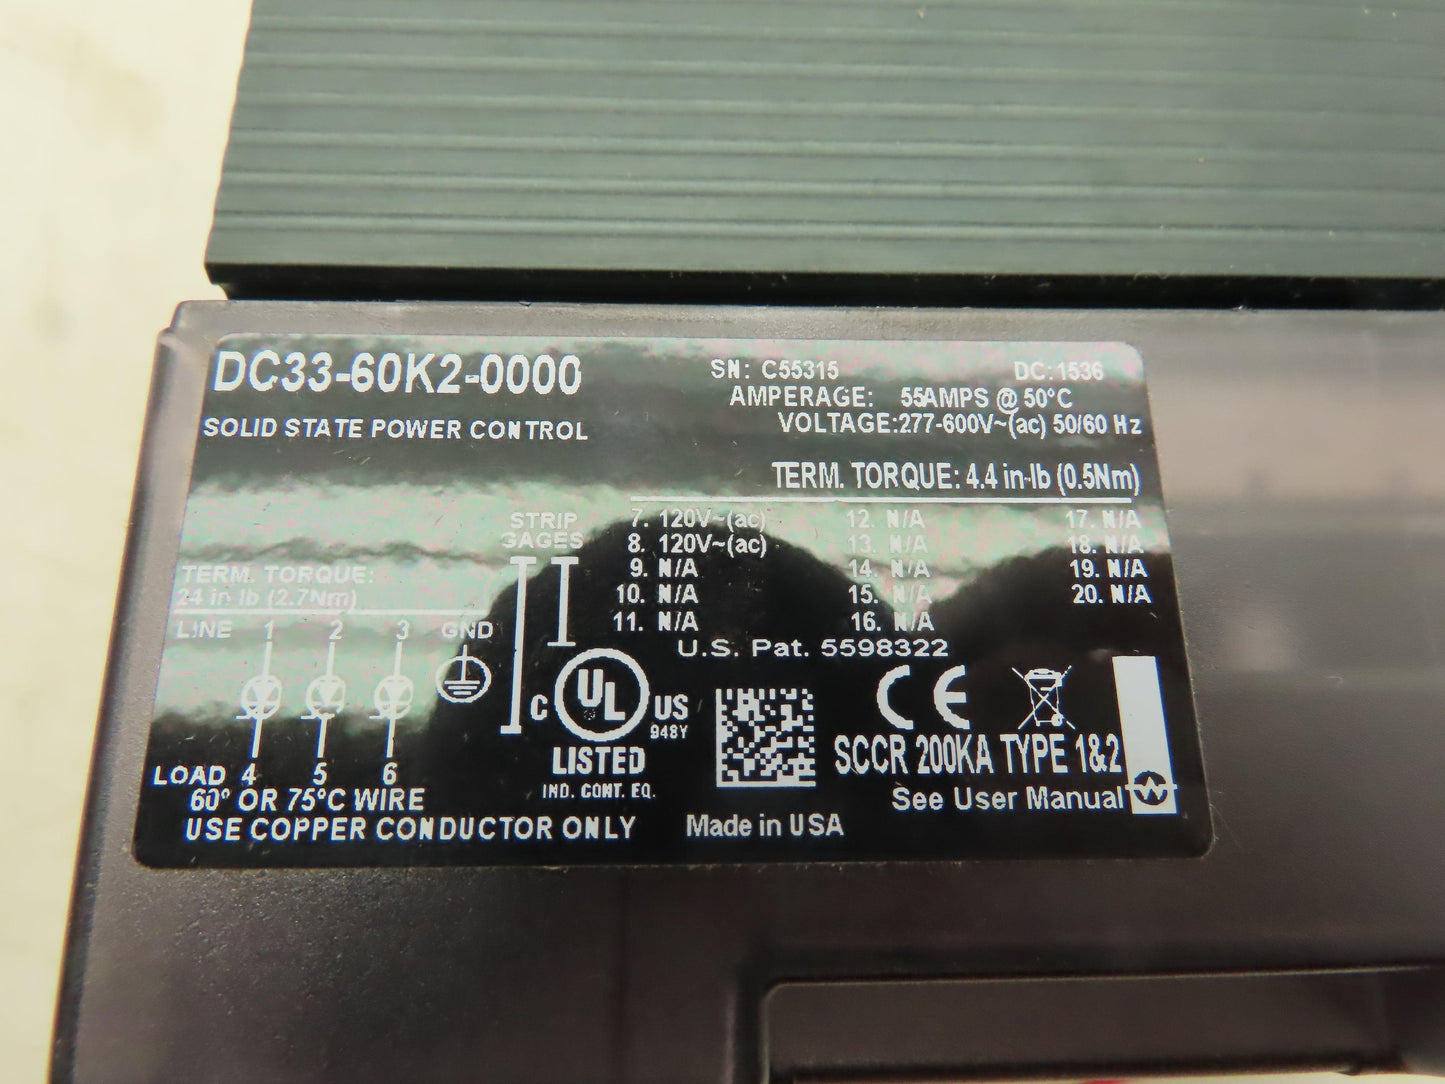 DC33-60K2-0000
SOLID STATE POWER CONTROL
SN: C55315 DC:1536
AMPERAGE: 55AMPS @ 50°C
VOLTAGE:277-600V~(ac) 50/60 Hz
TERM. TORQUE: 4.4 in-lb (0.5Nm)
STRIP
GAGES
7. 120V~(ac) 12. N/A 17. N/A
8. 120V~(ac) 13. N/A 18. N/A
9. N/A 14. N/A 19. N/A
10. N/A 15. N/A 20. N/A
11. N/A 16. N/A
U.S. Pat. 5598322
TERM. TORQUE:
24 in lb (2.7Nm)
LINE 1 2 3 GND
LOAD 4 5 6
60° OR 75°C WIRE
USE COPPER CONDUCTOR ONLY
C UL US
948Y
LISTED
IND. CONT. EQ.
CE
SCCR 200KA TYPE 1&2
See User Manual
Made in USA